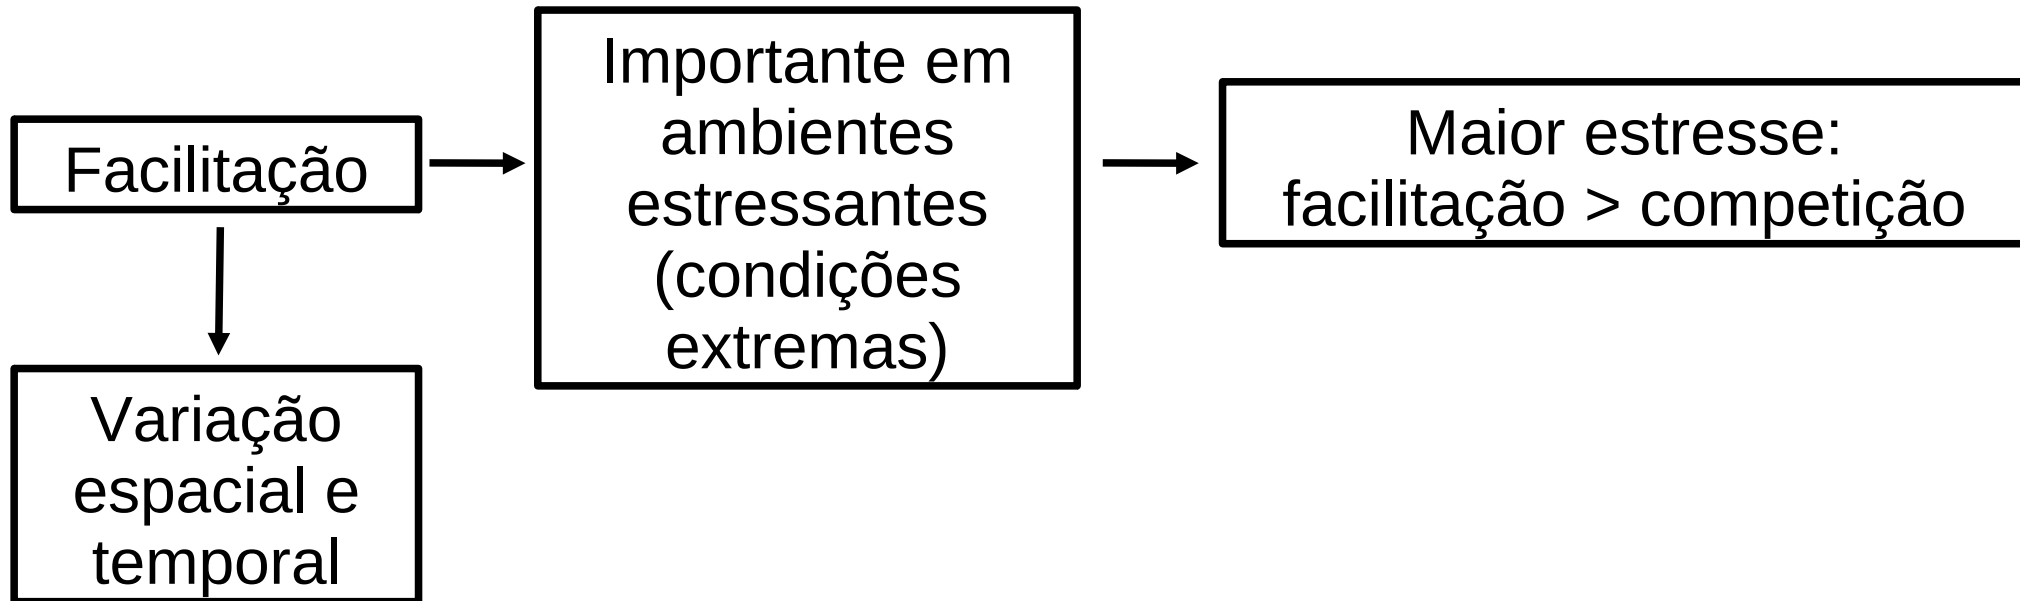 Facilitação
Importante em
ambientes
estressantes
(condições
extremas)
Maior estresse:
facilitação > competição
Variação
espacial e
temporal